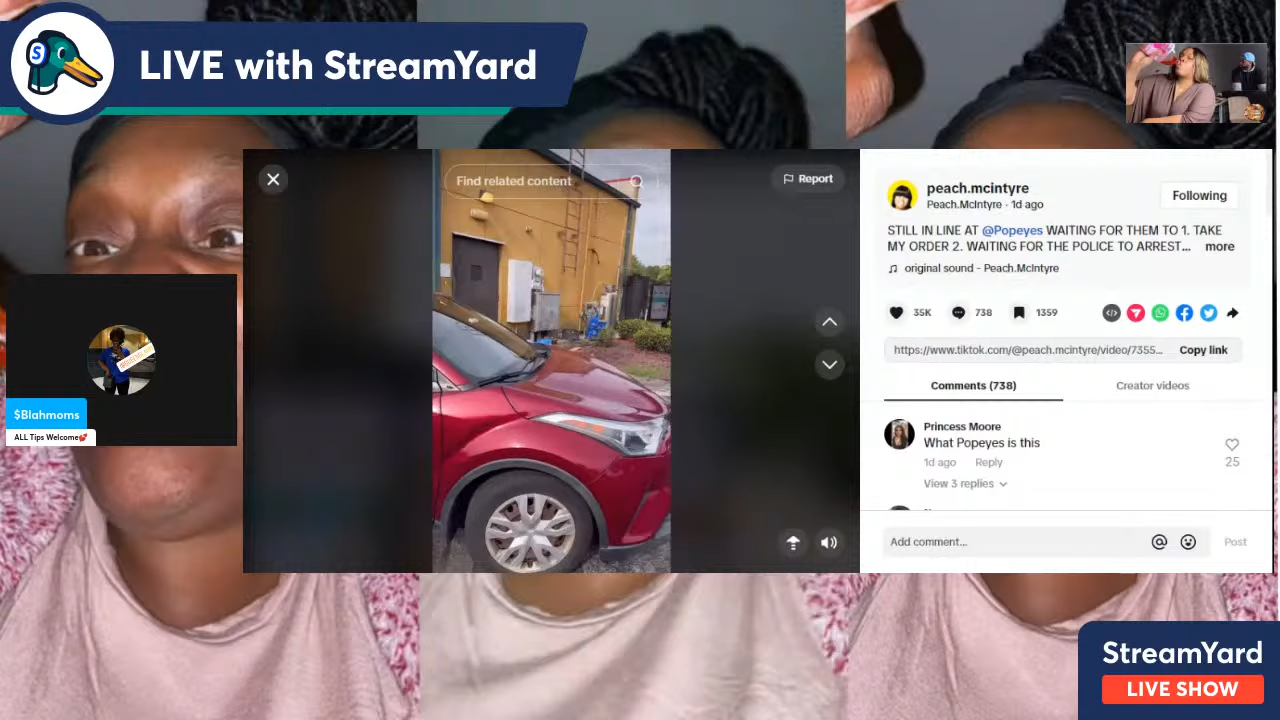 S
LIVE with StreamYard
Find related content
Report
peach.mcintyre
Peach.McIntyre · 1d ago
Following
STILL IN LINE AT @Popeyes WAITING FOR THEM TO 1. TAKE
MY ORDER 2. WAITING FOR THE POLICE TO ARREST... more
original sound - Peach.McIntyre
35K 738 1359
https://www.tiktok.com/@peach.mcintyre/video/7355... Copy link
Comments (738) Creator videos
Princess Moore
What Popeyes is this
1d ago Reply
25
View 3 replies
Add comment... Post
$Blahmoms
ALL Tips Welcome💕
StreamYard
LIVE SHOW